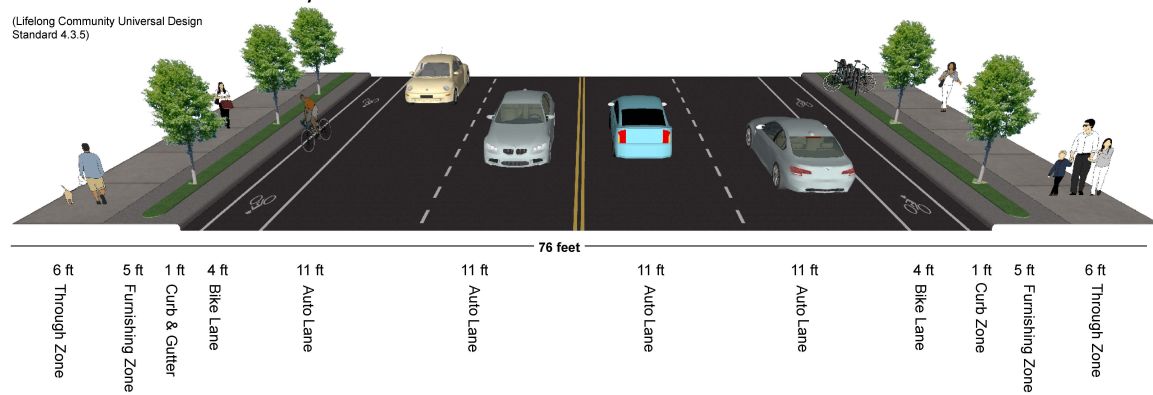 (Lifelong Community Universal Design
Standard 4.3.5)
76 feet
6 ft
5 ft
1 ft
4 ft
11 ft
11 ft
11 ft
11 ft
4 ft
1 ft
5 ft
6 ft
Through Zone
Furnishing Zone
Curb & Gutter
Bike Lane
Auto Lane
Auto Lane
Auto Lane
Auto Lane
Bike Lane
Curb Zone
Furnishing Zone
Through Zone